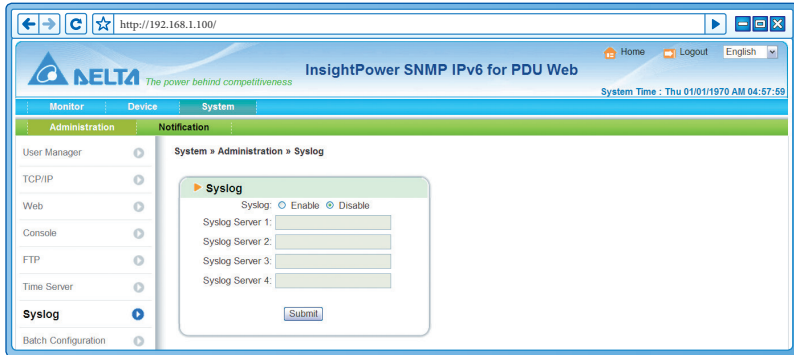 http://192.168.1.100/
Home Logout English
DELTA The power behind competitiveness
InsightPower SNMP IPv6 for PDU Web
System Time : Thu 01/01/1970 AM 04:57:59
Monitor Device System
Administration Notification
User Manager
TCP/IP
Web
Console
FTP
Time Server
Syslog
Batch Configuration
System » Administration » Syslog
Syslog
Syslog: Enable Disable
Syslog Server 1:
Syslog Server 2:
Syslog Server 3:
Syslog Server 4:
Submit